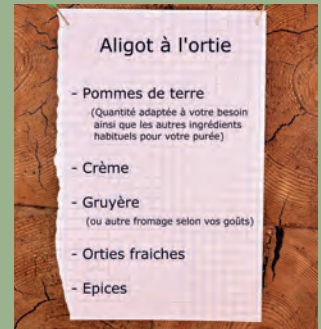 Aligot à l'ortie
- Pommes de terre
(Quantité adaptée à votre besoin
ainsi que les autres ingrédients
habituels pour votre purée)
- Crème
- Gruyère
(ou autre fromage selon vos goûts)
- Orties fraiches
- Epices